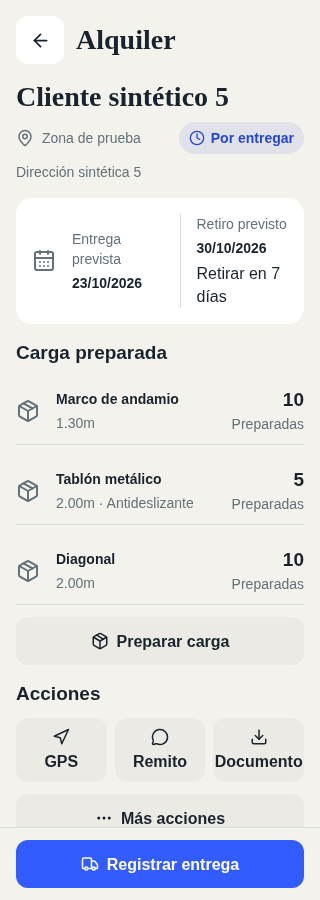 Alquiler
Cliente sintético 5
Zona de prueba
Por entregar
Dirección sintética 5
Entrega
prevista
23/10/2026
Retiro previsto
30/10/2026
Retirar en 7
días
Carga preparada
Marco de andamio
10
1.30m
Preparadas
Tablón metálico
5
2.00m · Antideslizante
Preparadas
Diagonal
10
2.00m
Preparadas
Preparar carga
Acciones
GPS
Remito
Documento
Más acciones
Registrar entrega